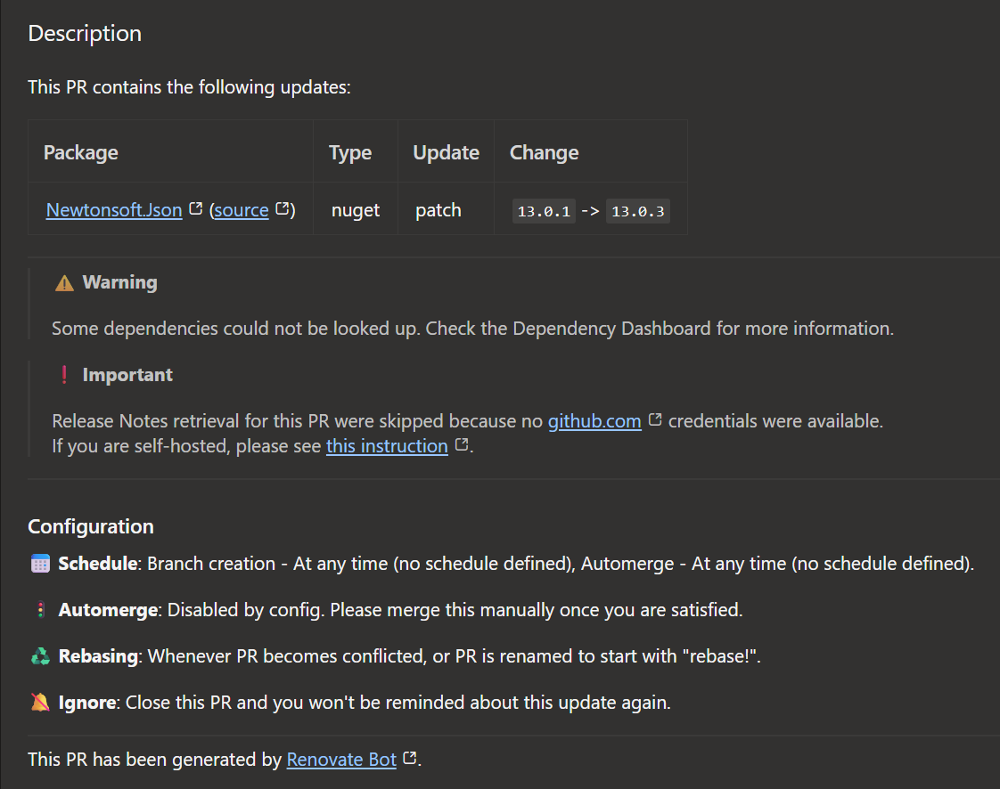 Description
This PR contains the following updates:
Package Type Update Change
Newtonsoft.Json (source) nuget patch 13.0.1 -> 13.0.3
Warning
Some dependencies could not be looked up. Check the Dependency Dashboard for more information.
Important
Release Notes retrieval for this PR were skipped because no github.com credentials were available.
If you are self-hosted, please see this instruction.
Configuration
Schedule: Branch creation - At any time (no schedule defined), Automerge - At any time (no schedule defined).
Automerge: Disabled by config. Please merge this manually once you are satisfied.
Rebasing: Whenever PR becomes conflicted, or PR is renamed to start with "rebase!".
Ignore: Close this PR and you won't be reminded about this update again.
This PR has been generated by Renovate Bot.